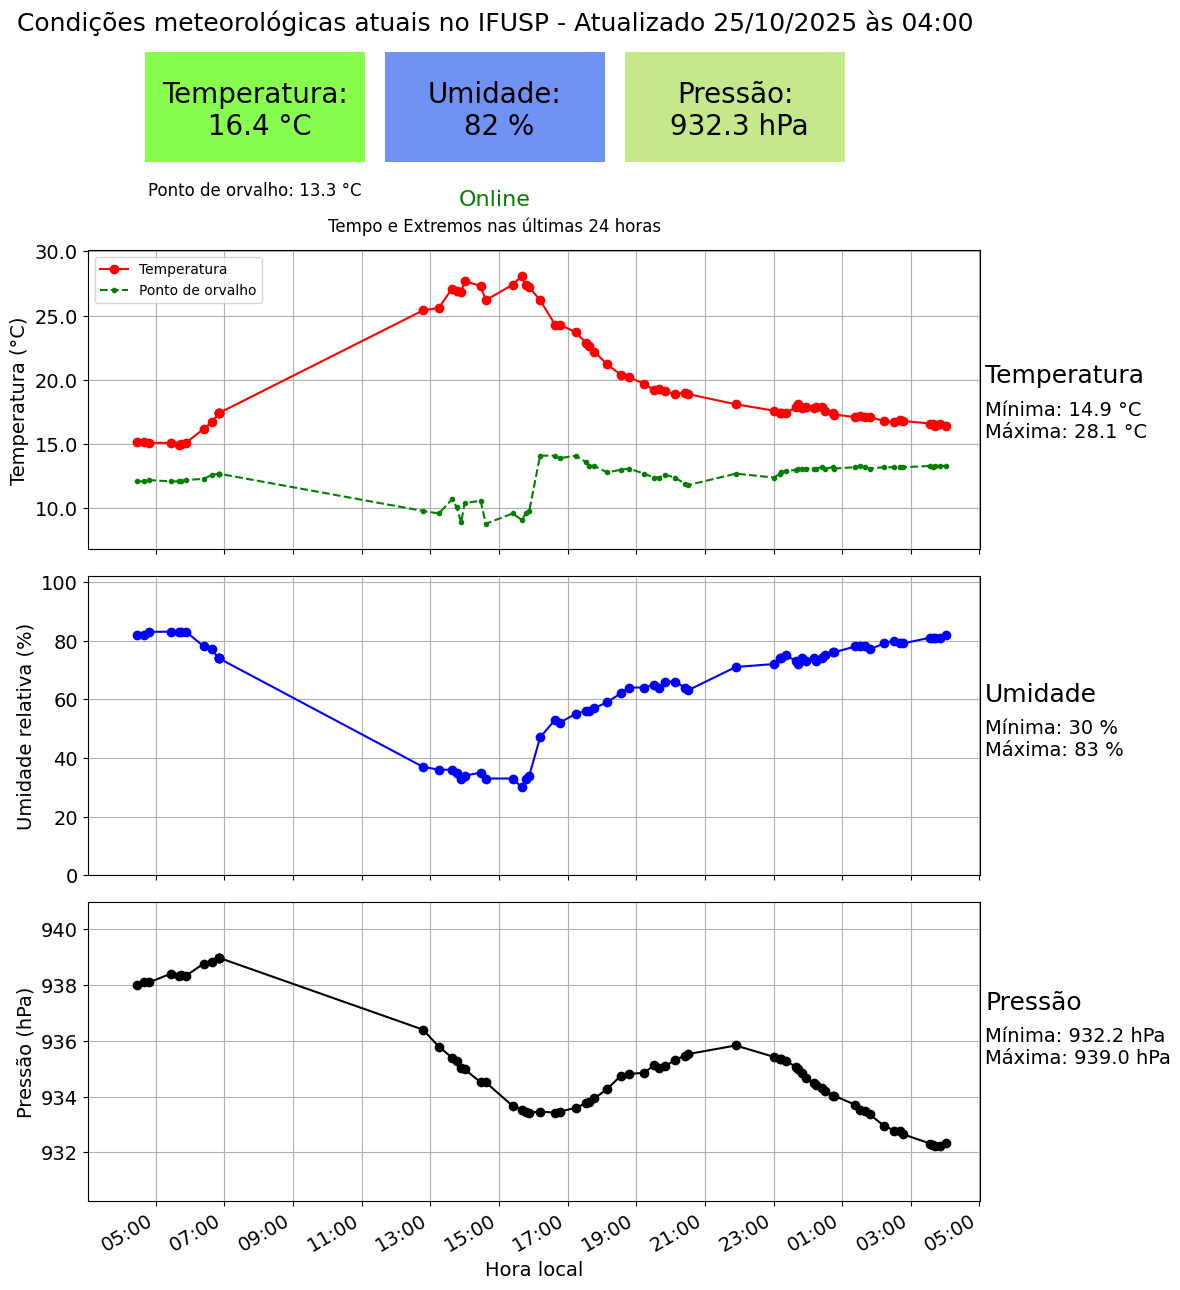 Condições meteorológicas atuais no IFUSP - Atualizado 25/10/2025 às 04:00
Temperatura:
16.4 °C
Umidade:
82 %
Pressão:
932.3 hPa
Ponto de orvalho: 13.3 °C
Online
Tempo e Extremos nas últimas 24 horas
Temperatura
Ponto de orvalho
Temperatura (°C)
30.0
25.0
20.0
15.0
10.0
Temperatura
Mínima: 14.9 °C
Máxima: 28.1 °C
Umidade relativa (%)
100
80
60
40
20
0
Umidade
Mínima: 30 %
Máxima: 83 %
Pressão (hPa)
940
938
936
934
932
Pressão
Mínima: 932.2 hPa
Máxima: 939.0 hPa
05:00 07:00 09:00 11:00 13:00 15:00 17:00 19:00 21:00 23:00 01:00 03:00 05:00
Hora local